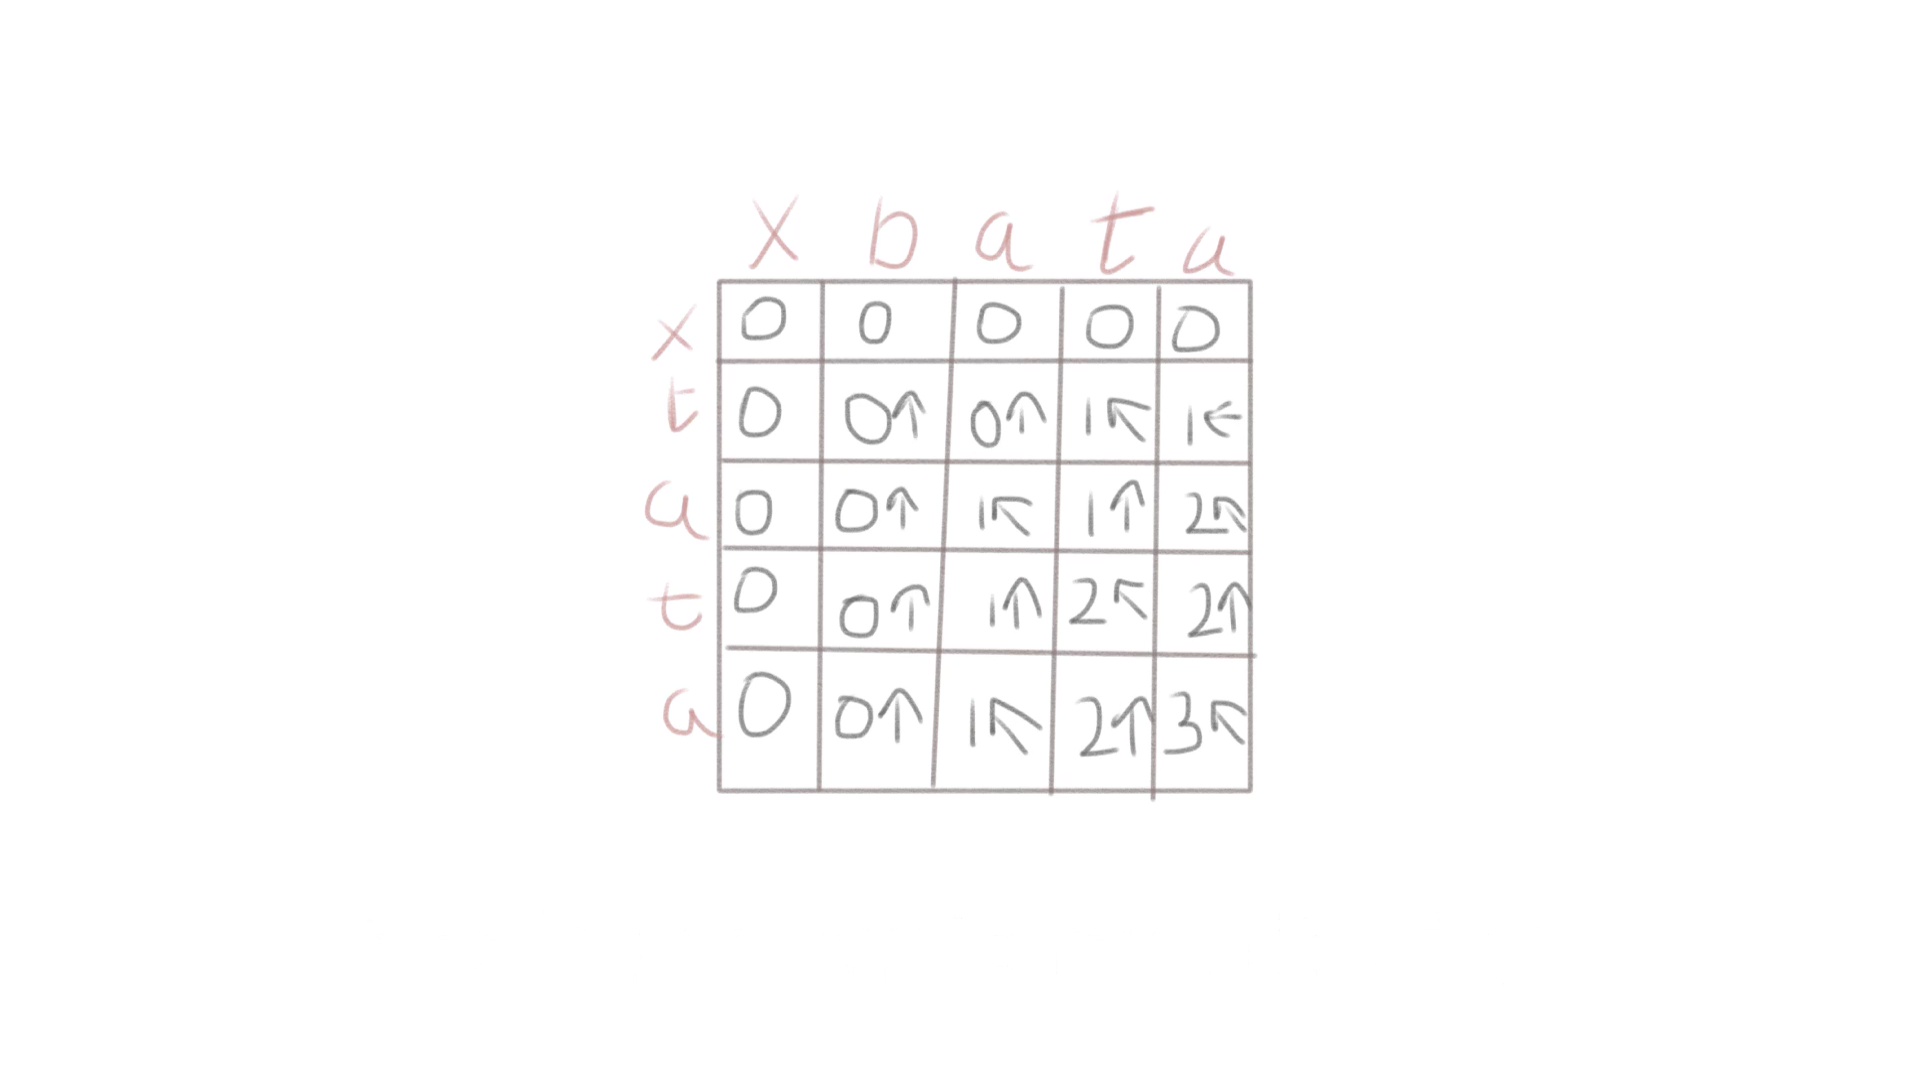 x b a t a
x 0 0 0 0 0
t 0 0↑ 0↑ 1↖ 1←
a 0 0↑ 1↖ 1↑ 2↖
t 0 0↑ 1↑ 2↖ 2↑
a 0 0↑ 1↖ 2↑ 3↖